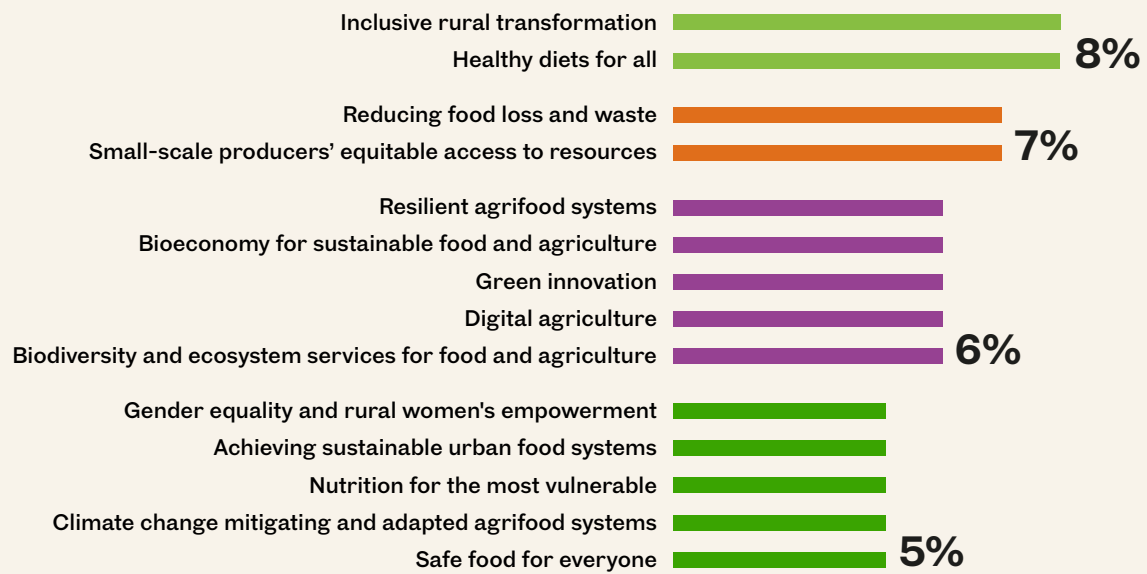 Inclusive rural transformation
Healthy diets for all
8%
Reducing food loss and waste
Small-scale producers’ equitable access to resources
7%
Resilient agrifood systems
Bioeconomy for sustainable food and agriculture
Green innovation
Digital agriculture
Biodiversity and ecosystem services for food and agriculture
6%
Gender equality and rural women's empowerment
Achieving sustainable urban food systems
Nutrition for the most vulnerable
Climate change mitigating and adapted agrifood systems
Safe food for everyone
5%